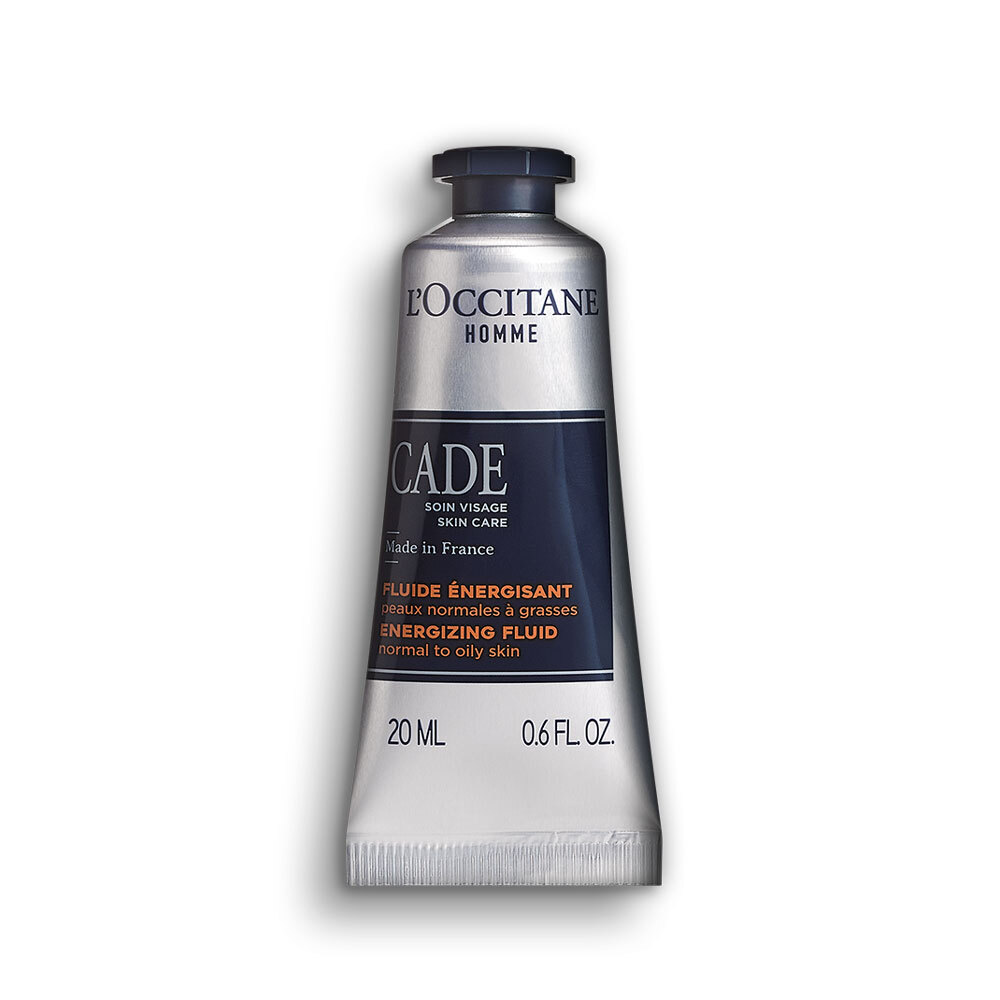 L'OCCITANE
HOMME
CADE
SOIN VISAGE
SKIN CARE
Made in France
FLUIDE ÉNERGISANT
peaux normales à grasses
ENERGIZING FLUID
normal to oily skin
20 ML 0.6 FL. OZ.